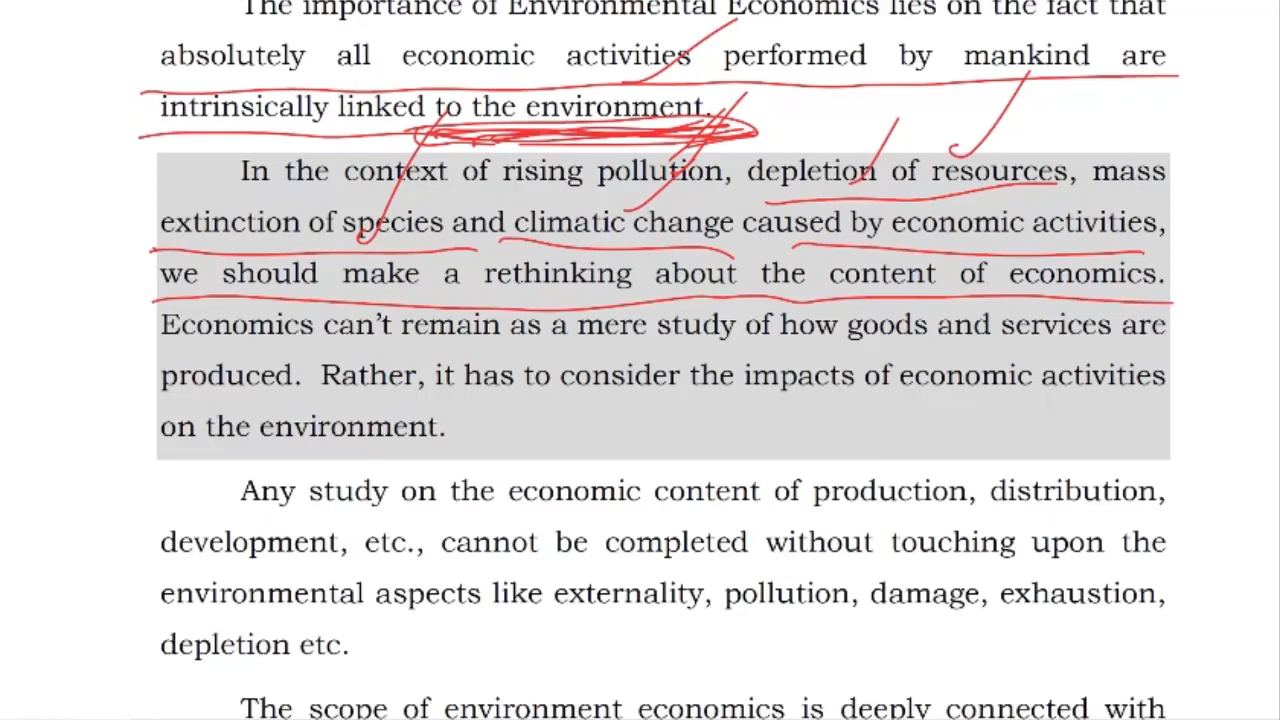 The importance of Environmental Economics lies on the fact that
absolutely all economic activities performed by mankind are
intrinsically linked to the environment.
In the context of rising pollution, depletion of resources, mass
extinction of species and climatic change caused by economic activities,
we should make a rethinking about the content of economics.
Economics can’t remain as a mere study of how goods and services are
produced. Rather, it has to consider the impacts of economic activities
on the environment.
Any study on the economic content of production, distribution,
development, etc., cannot be completed without touching upon the
environmental aspects like externality, pollution, damage, exhaustion,
depletion etc.
The scope of environment economics is deeply connected with